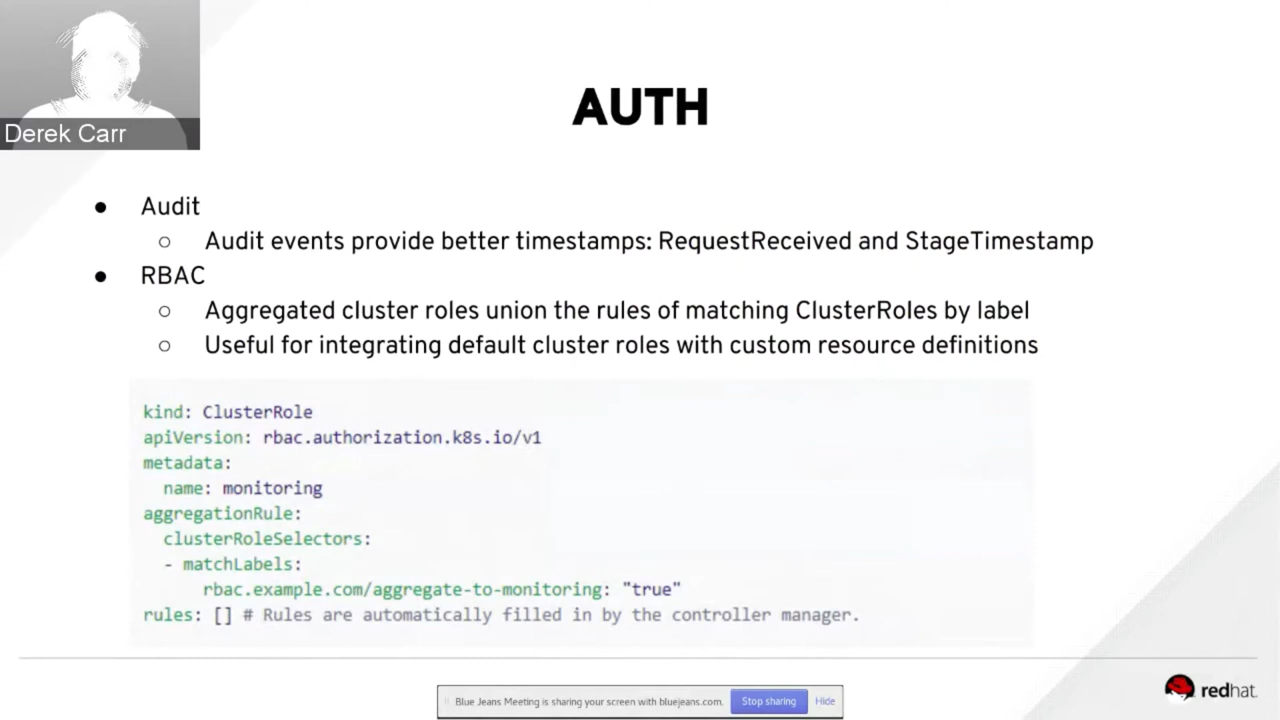 Derek Carr
AUTH
● Audit
○ Audit events provide better timestamps: RequestReceived and StageTimestamp
● RBAC
○ Aggregated cluster roles union the rules of matching ClusterRoles by label
○ Useful for integrating default cluster roles with custom resource definitions
kind: ClusterRole
apiVersion: rbac.authorization.k8s.io/v1
metadata:
  name: monitoring
aggregationRule:
  clusterRoleSelectors:
  - matchLabels:
      rbac.example.com/aggregate-to-monitoring: "true"
rules: [] # Rules are automatically filled in by the controller manager.
redhat.
Blue Jeans Meeting is sharing your screen with bluejeans.com. Stop sharing Hide